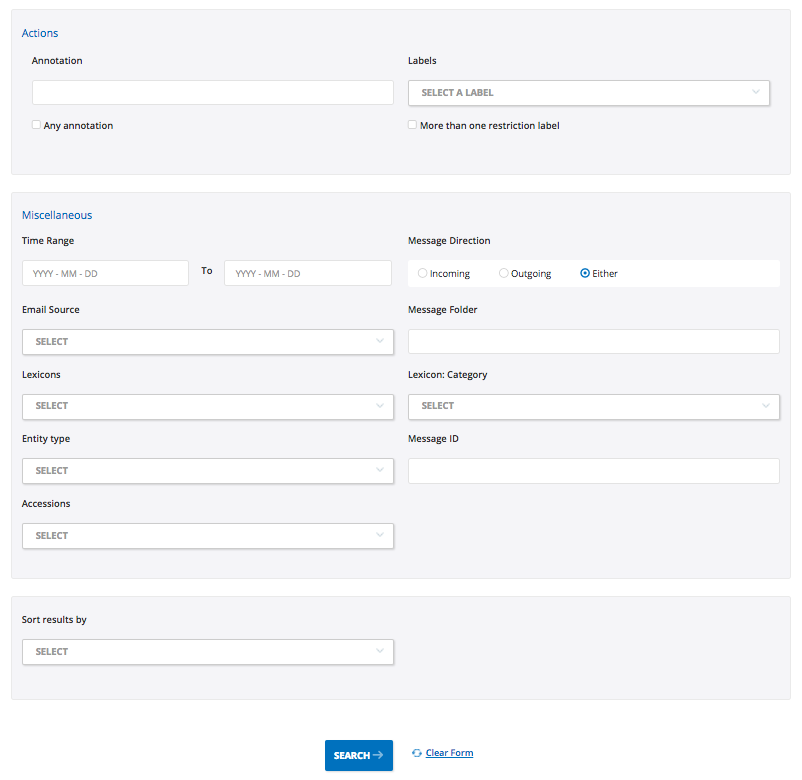 Actions
Annotation
Labels
SELECT A LABEL
Any annotation
More than one restriction label
Miscellaneous
Time Range
Message Direction
YYYY - MM - DD
To
YYYY - MM - DD
Incoming
Outgoing
Either
Email Source
Message Folder
SELECT
Lexicons
Lexicon: Category
SELECT
SELECT
Entity type
Message ID
SELECT
Accessions
SELECT
Sort results by
SELECT
SEARCH
Clear Form